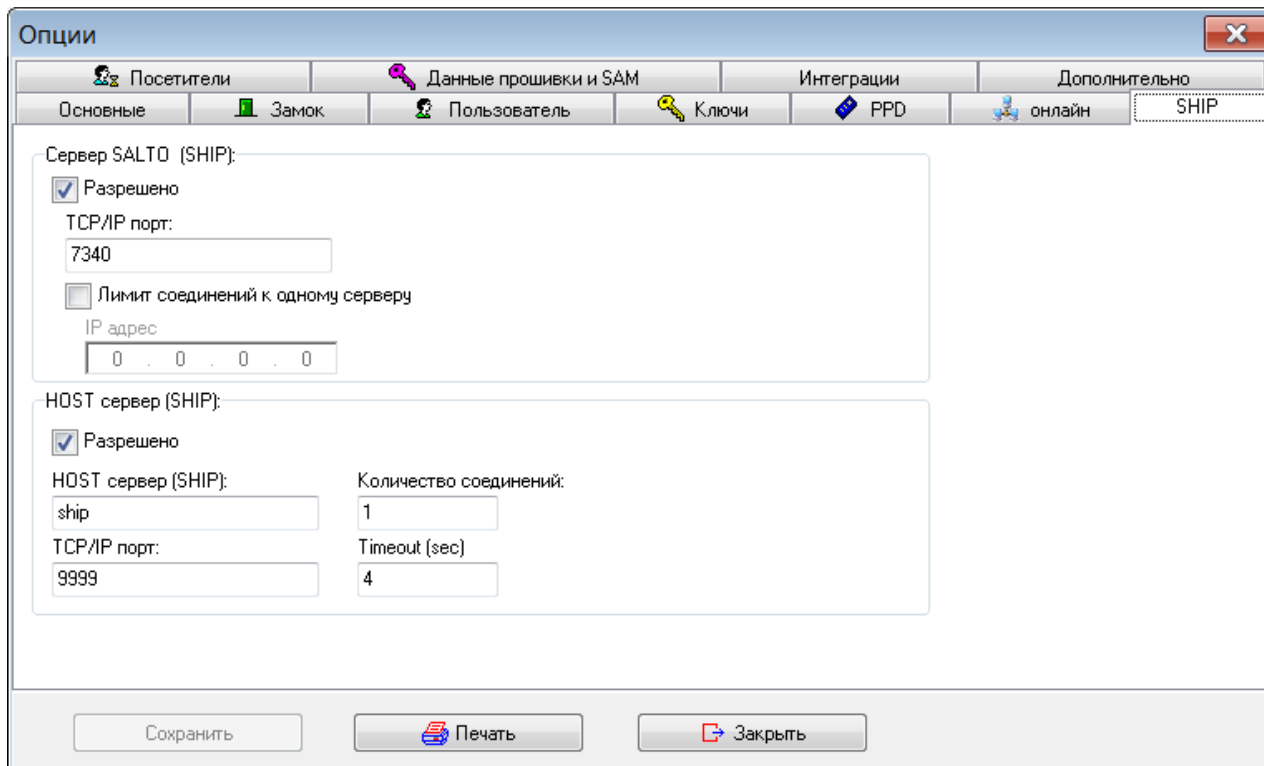 Опции
Посетители Данные прошивки и SAM Интеграции Дополнительно
Основные Замок Пользователь Ключи PPD онлайн SHIP
Сервер SALTO (SHIP):
Разрешено
TCP/IP порт:
7340
Лимит соединений к одному серверу
IP адрес
0 . 0 . 0 . 0
HOST сервер (SHIP):
Разрешено
HOST сервер (SHIP): Количество соединений:
ship 1
TCP/IP порт: Timeout (sec)
9999 4
Сохранить Печать Закрыть